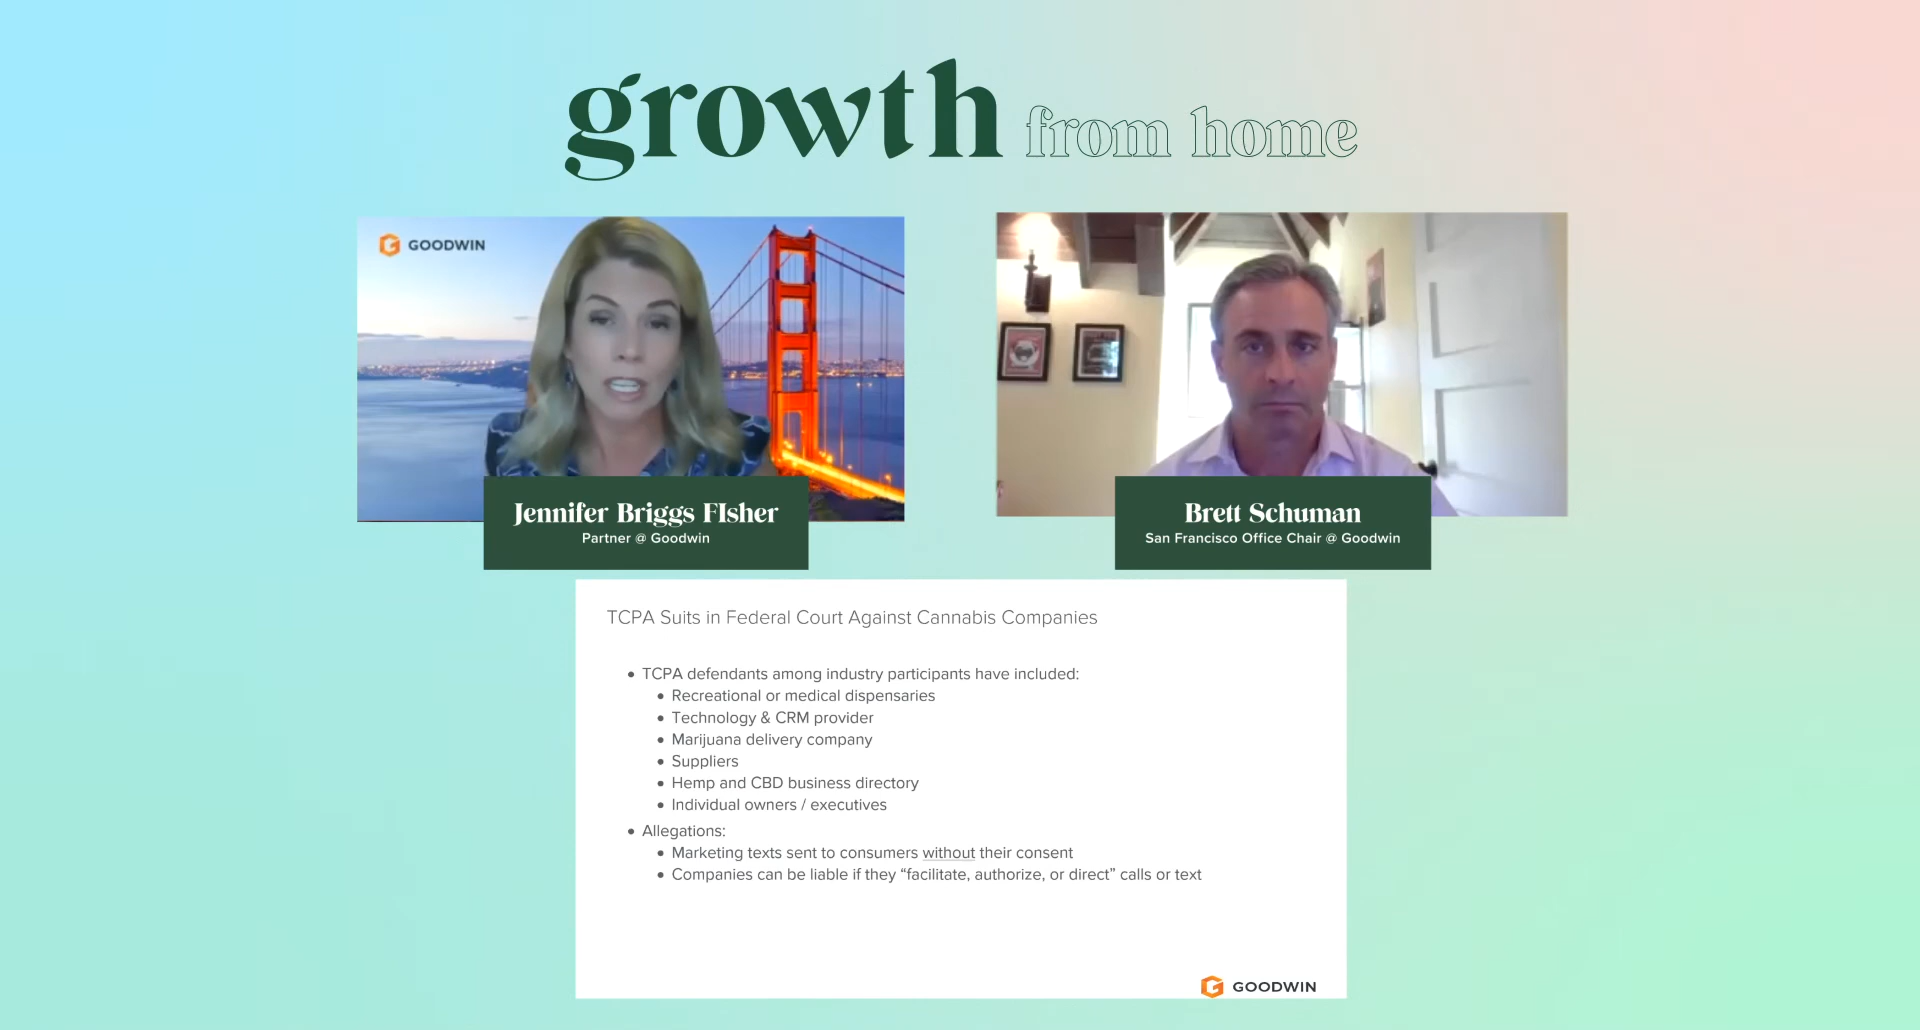 growth from home
GOODWIN
Jennifer Briggs FIsher
Partner @ Goodwin
Brett Schuman
San Francisco Office Chair @ Goodwin
TCPA Suits in Federal Court Against Cannabis Companies
• TCPA defendants among industry participants have included:
• Recreational or medical dispensaries
• Technology & CRM provider
• Marijuana delivery company
• Suppliers
• Hemp and CBD business directory
• Individual owners / executives
• Allegations:
• Marketing texts sent to consumers without their consent
• Companies can be liable if they “facilitate, authorize, or direct” calls or text
GOODWIN